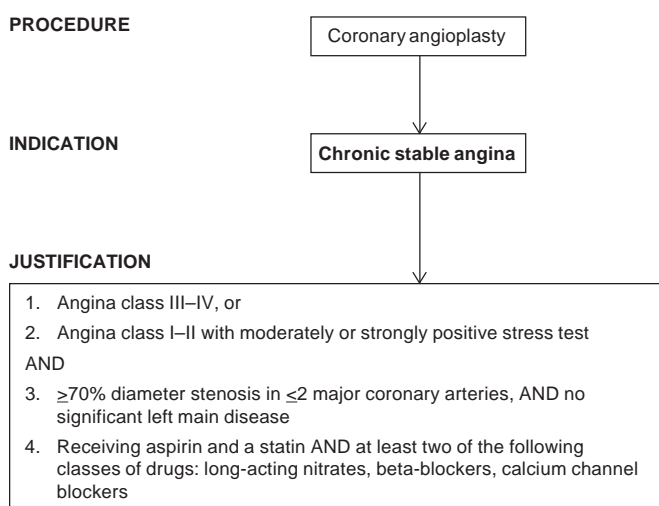 PROCEDURE
Coronary angioplasty
INDICATION
Chronic stable angina
JUSTIFICATION
1. Angina class III–IV, or
2. Angina class I–II with moderately or strongly positive stress test
AND
3. ≥70% diameter stenosis in ≤2 major coronary arteries, AND no
significant left main disease
4. Receiving aspirin and a statin AND at least two of the following
classes of drugs: long-acting nitrates, beta-blockers, calcium channel
blockers